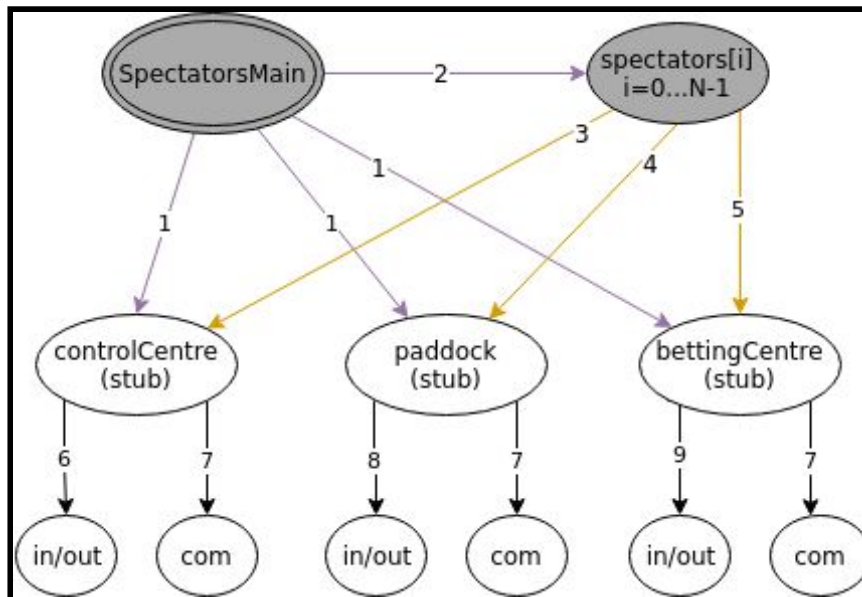 SpectatorsMain
2
spectators[i]
i=0...N-1
3
1
4
1
1
5
controlCentre
(stub)
paddock
(stub)
bettingCentre
(stub)
6
7
8
7
9
7
in/out
com
in/out
com
in/out
com